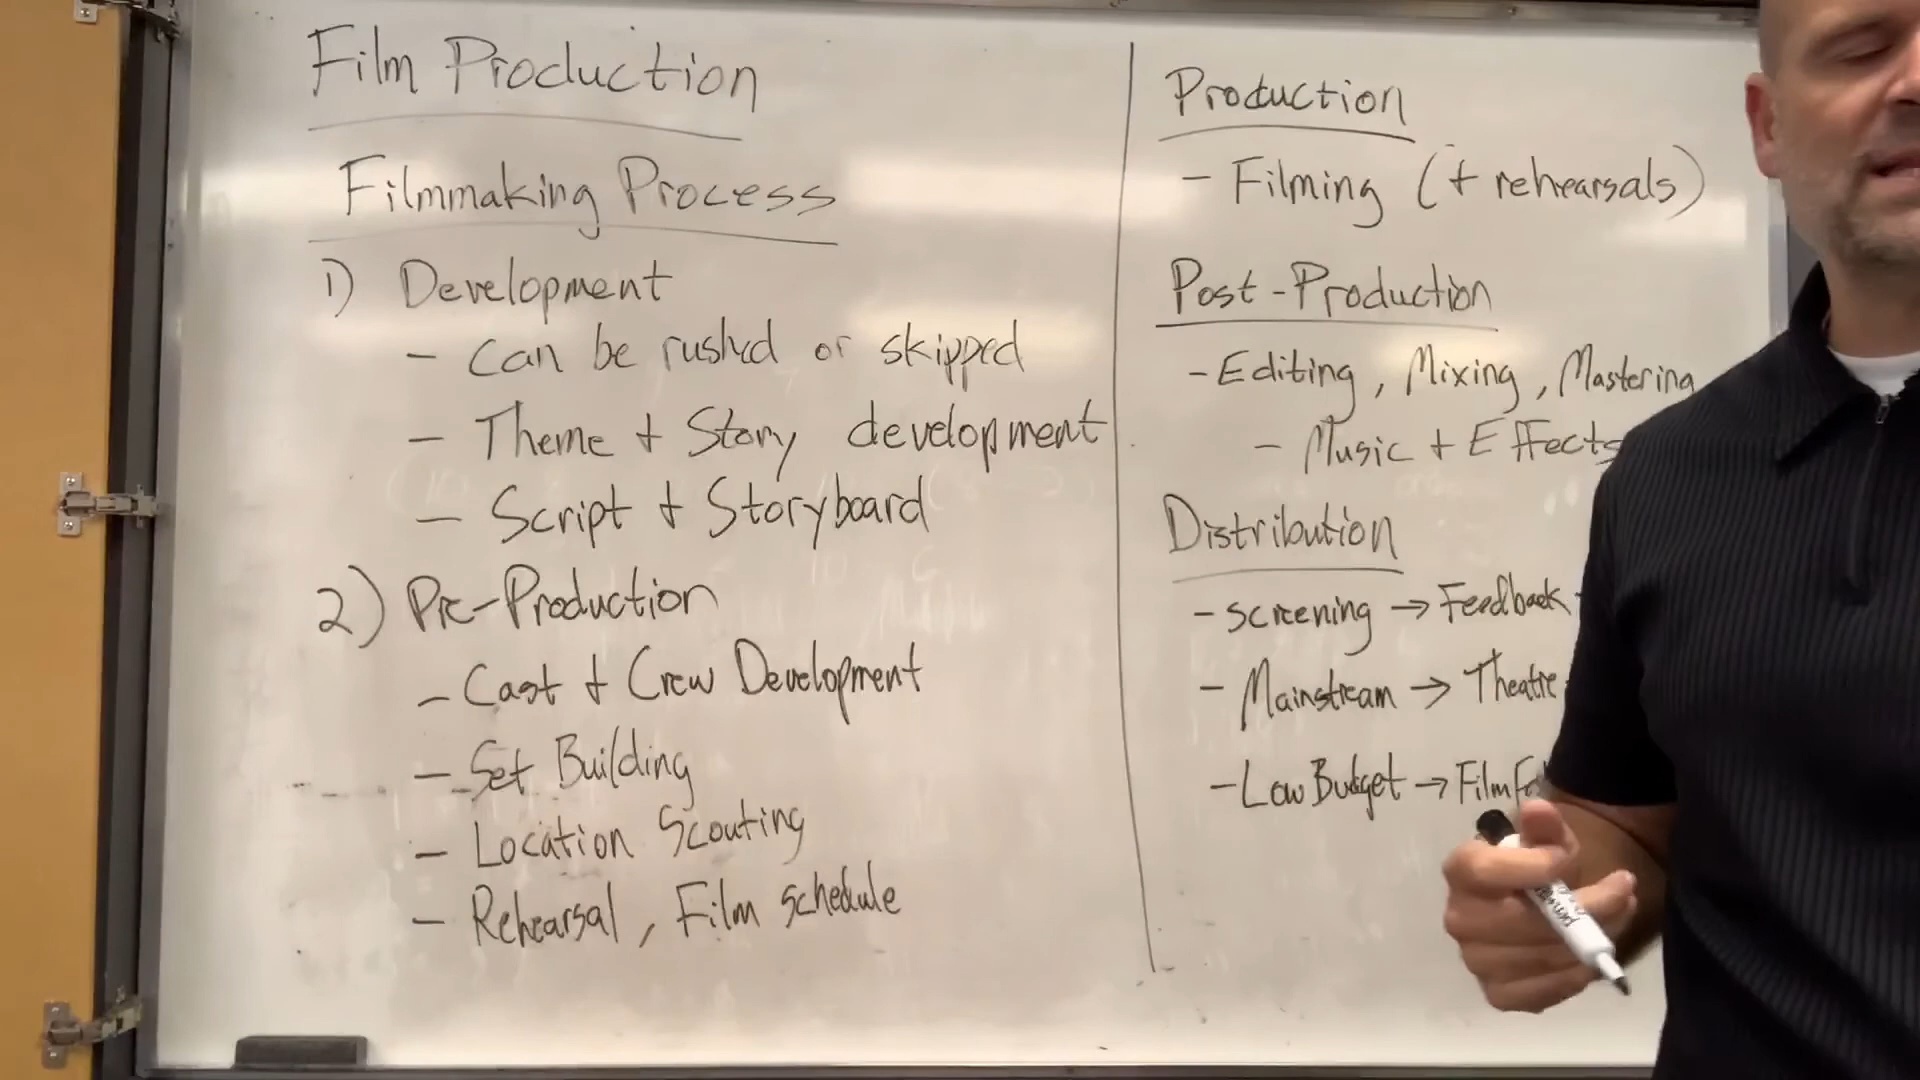 Film Production
Filmmaking Process
1) Development
- Can be rushed or skipped
- Theme + Story development
- Script + Storyboard
2) Pre-Production
- Cast + Crew Development
- Set Building
- Location Scouting
- Rehearsal, Film schedule
Production
- Filming (+ rehearsals)
Post-Production
- Editing, Mixing, Mastering
- Music + Effects
Distribution
- screening → Feedback
- Mainstream → Theatre
- Low Budget → Film